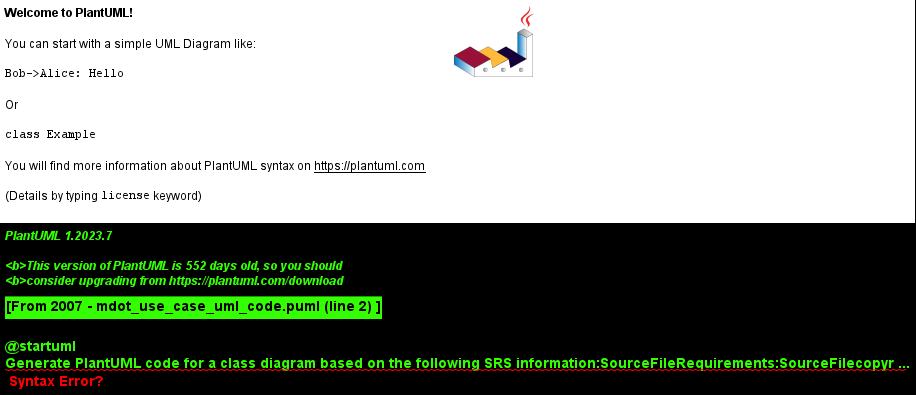 Welcome to PlantUML!
You can start with a simple UML Diagram like:
Bob->Alice: Hello
Or
class Example
You will find more information about PlantUML syntax on https://plantuml.com
(Details by typing license keyword)
PlantUML 1.2023.7
<b>This version of PlantUML is 552 days old, so you should
<b>consider upgrading from https://plantuml.com/download
[From 2007 - mdot_use_case_uml_code.puml (line 2) ]
@startuml
Generate PlantUML code for a class diagram based on the following SRS information:SourceFileRequirements:SourceFilecopyr ...
Syntax Error?